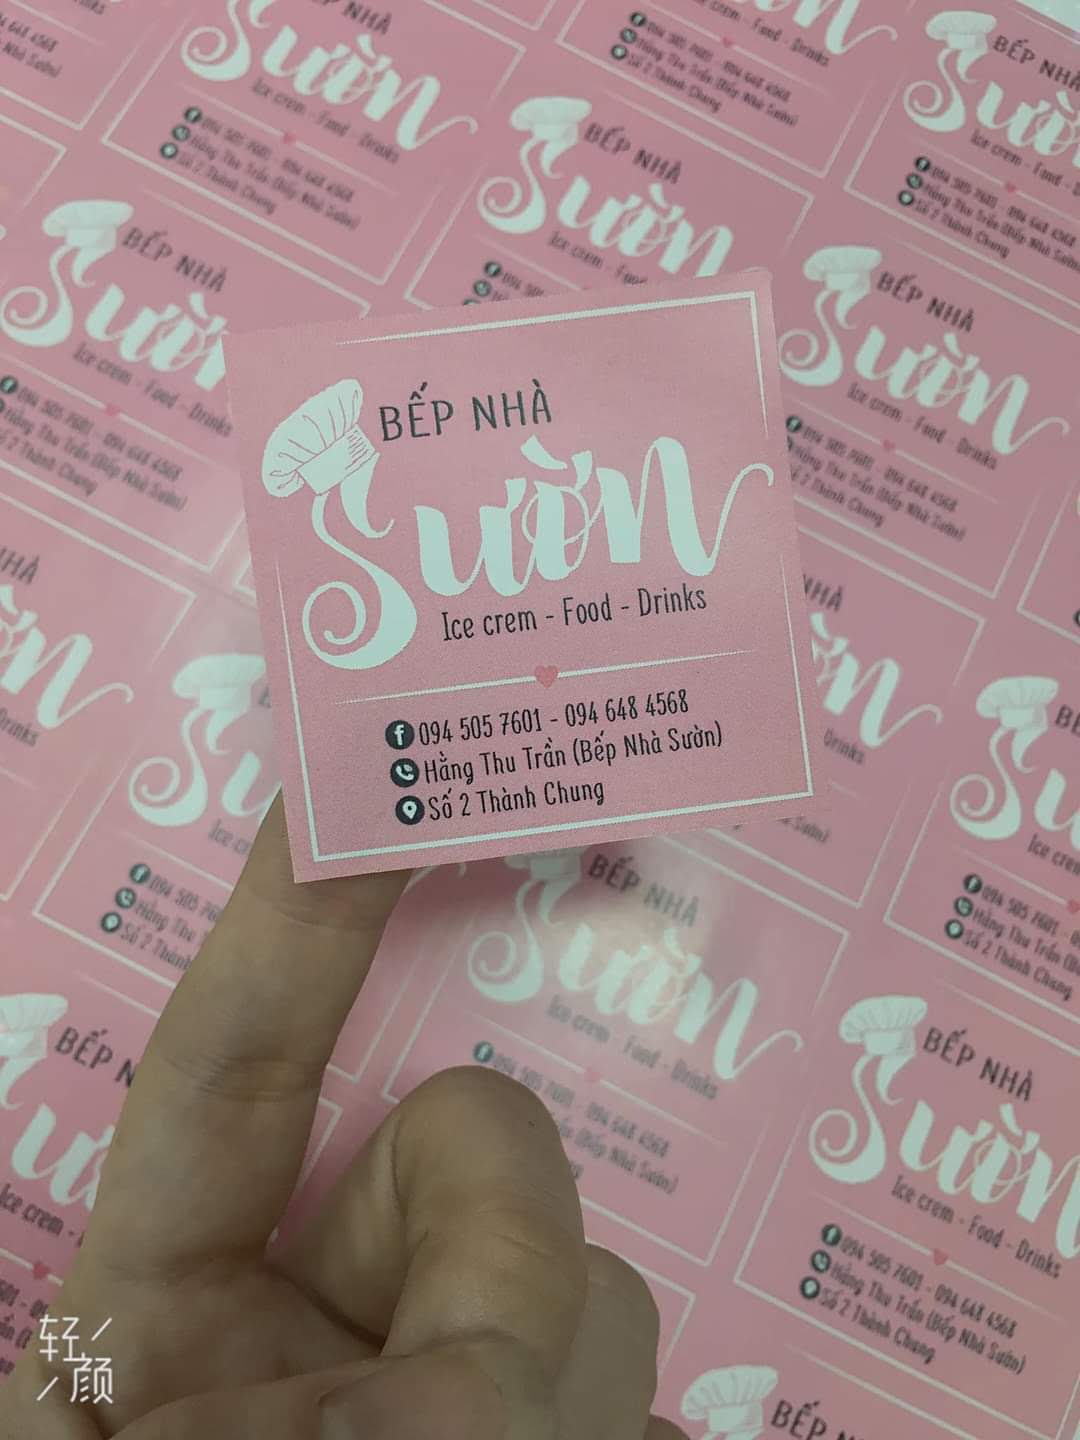 BẾP NHÀ
Sườn
Ice crem - Food - Drinks
094 505 7601 - 094 648 4568
Hằng Thu Trần (Bếp Nhà Sườn)
Số 2 Thành Chung
轻
颜